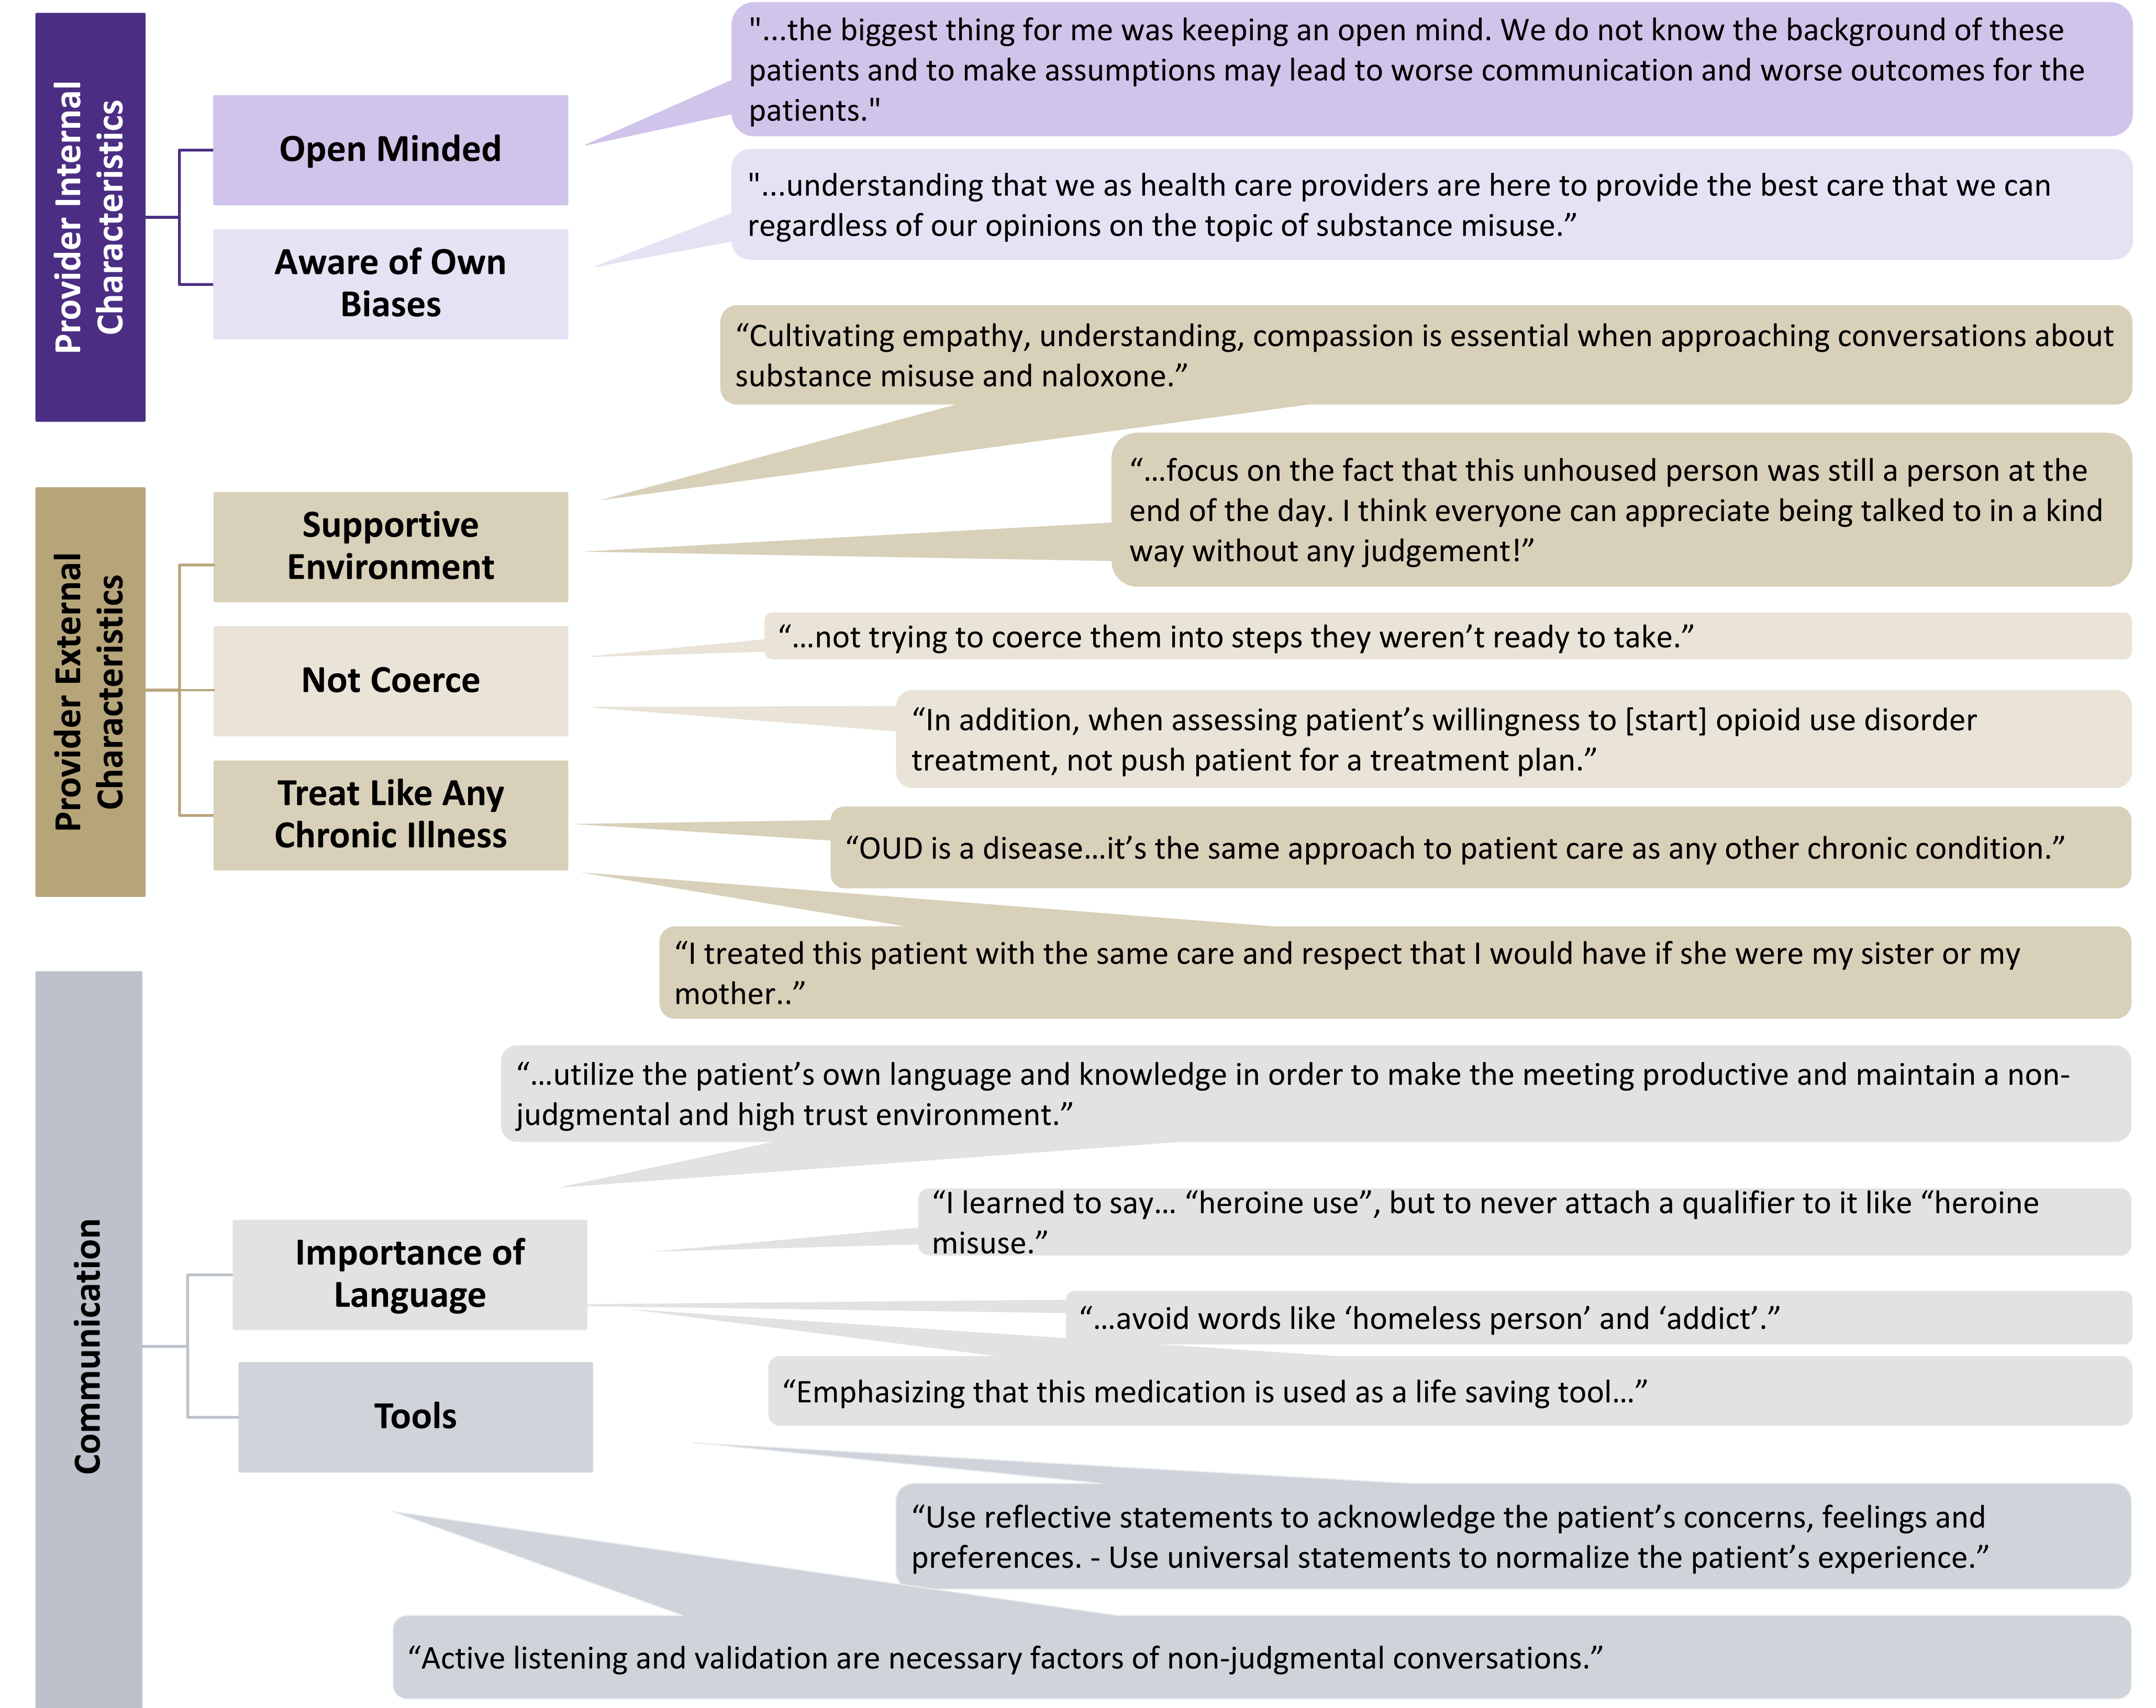 Provider Internal
Characteristics
Open Minded
"...the biggest thing for me was keeping an open mind. We do not know the background of these
patients and to make assumptions may lead to worse communication and worse outcomes for the
patients."
Aware of Own
Biases
"...understanding that we as health care providers are here to provide the best care that we can
regardless of our opinions on the topic of substance misuse.”
Provider External
Characteristics
Supportive
Environment
“Cultivating empathy, understanding, compassion is essential when approaching conversations about
substance misuse and naloxone.”
“…focus on the fact that this unhoused person was still a person at the
end of the day. I think everyone can appreciate being talked to in a kind
way without any judgement!”
Not Coerce
“…not trying to coerce them into steps they weren’t ready to take.”
“In addition, when assessing patient’s willingness to [start] opioid use disorder
treatment, not push patient for a treatment plan.”
Treat Like Any
Chronic Illness
“OUD is a disease…it’s the same approach to patient care as any other chronic condition.”
“I treated this patient with the same care and respect that I would have if she were my sister or my
mother..”
Communication
Importance of
Language
“…utilize the patient’s own language and knowledge in order to make the meeting productive and maintain a non-
judgmental and high trust environment.”
“I learned to say… “heroine use”, but to never attach a qualifier to it like “heroine
misuse.”
“…avoid words like ‘homeless person’ and ‘addict’.”
“Emphasizing that this medication is used as a life saving tool…”
Tools
“Use reflective statements to acknowledge the patient’s concerns, feelings and
preferences. - Use universal statements to normalize the patient’s experience.”
“Active listening and validation are necessary factors of non-judgmental conversations.”